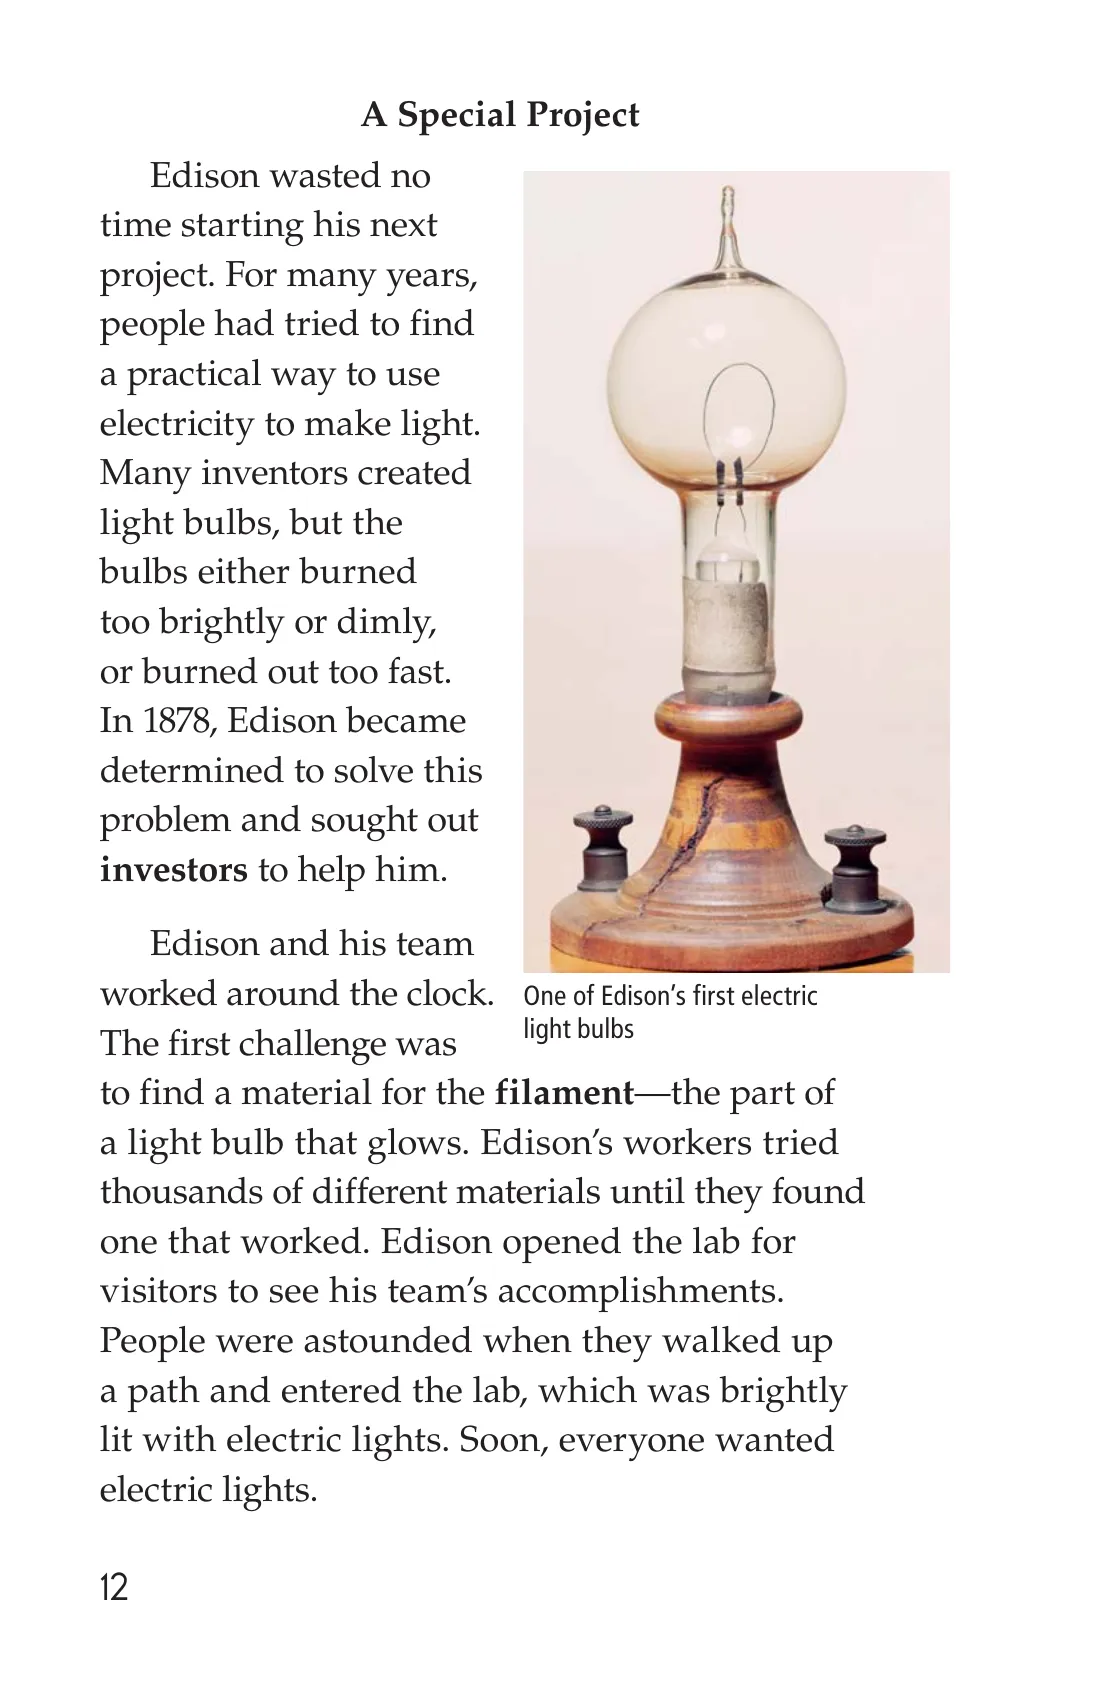 A Special Project
Edison wasted no
time starting his next
project. For many years,
people had tried to find
a practical way to use
electricity to make light.
Many inventors created
light bulbs, but the
bulbs either burned
too brightly or dimly,
or burned out too fast.
In 1878, Edison became
determined to solve this
problem and sought out
investors to help him.
Edison and his team
worked around the clock.
The first challenge was
to find a material for the filament—the part of
a light bulb that glows. Edison’s workers tried
thousands of different materials until they found
one that worked. Edison opened the lab for
visitors to see his team’s accomplishments.
People were astounded when they walked up
a path and entered the lab, which was brightly
lit with electric lights. Soon, everyone wanted
electric lights.
One of Edison’s first electric
light bulbs
12